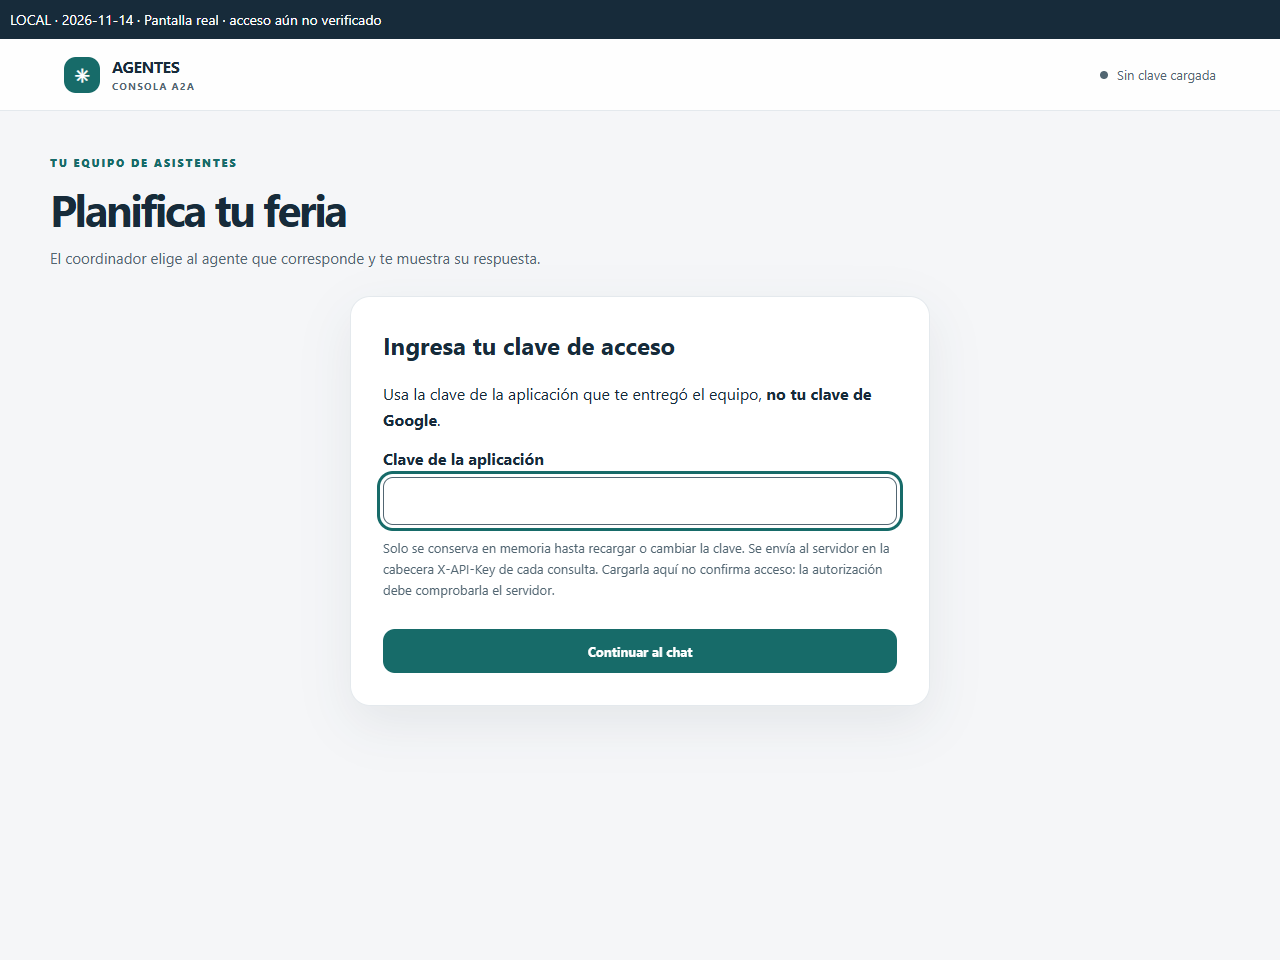 LOCAL · 2026-11-14 · Pantalla real · acceso aún no verificado
AGENTES
CONSOLA A2A
Sin clave cargada
TU EQUIPO DE ASISTENTES
Planifica tu feria
El coordinador elige al agente que corresponde y te muestra su respuesta.
Ingresa tu clave de acceso
Usa la clave de la aplicación que te entregó el equipo, no tu clave de
Google.
Clave de la aplicación
Solo se conserva en memoria hasta recargar o cambiar la clave. Se envía al servidor en la
cabecera X-API-Key de cada consulta. Cargarla aquí no confirma acceso: la autorización
debe comprobarla el servidor.
Continuar al chat